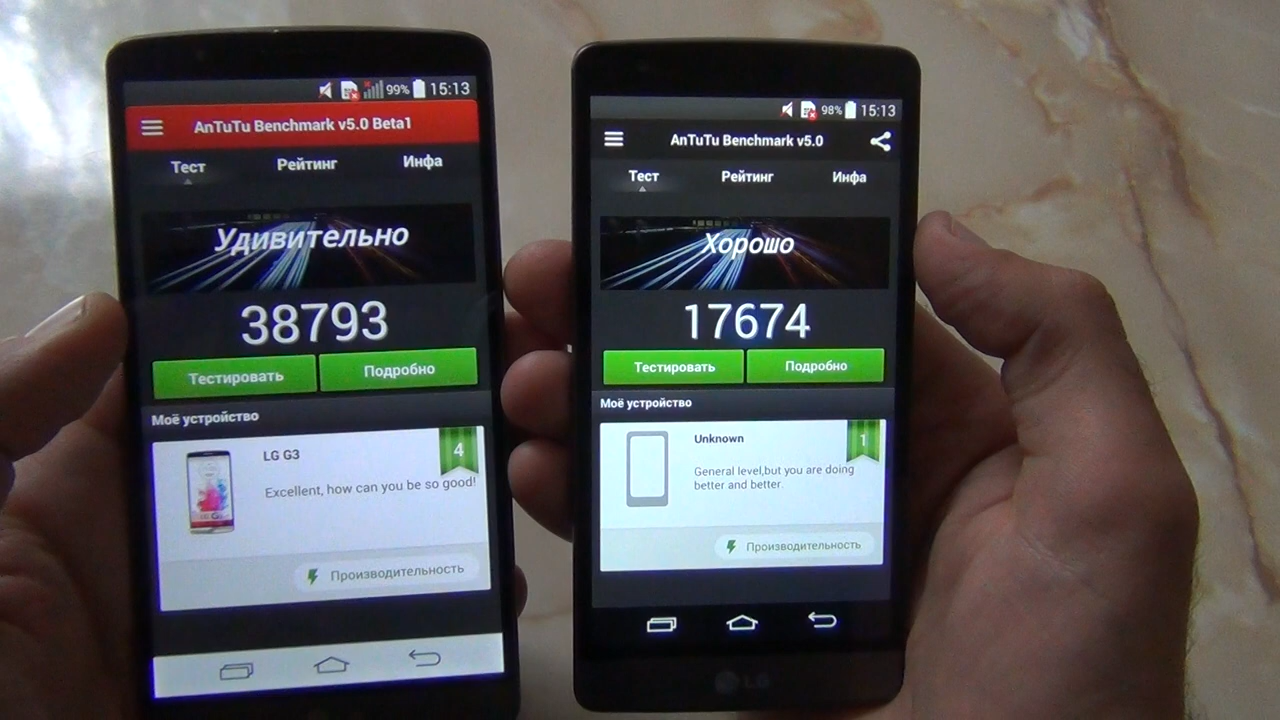 99% 15:13
AnTuTu Benchmark v5.0 Beta1
Тест Рейтинг Инфа
Удивительно
38793
Тестировать Подробно
Моё устройство
LG G3
4
Excellent, how can you be so good!
Производительность
98% 15:13
AnTuTu Benchmark v5.0
Тест Рейтинг Инфа
Хорошо
17674
Тестировать Подробно
Моё устройство
Unknown
1
General level,but you are doing
better and better.
Производительность
LG